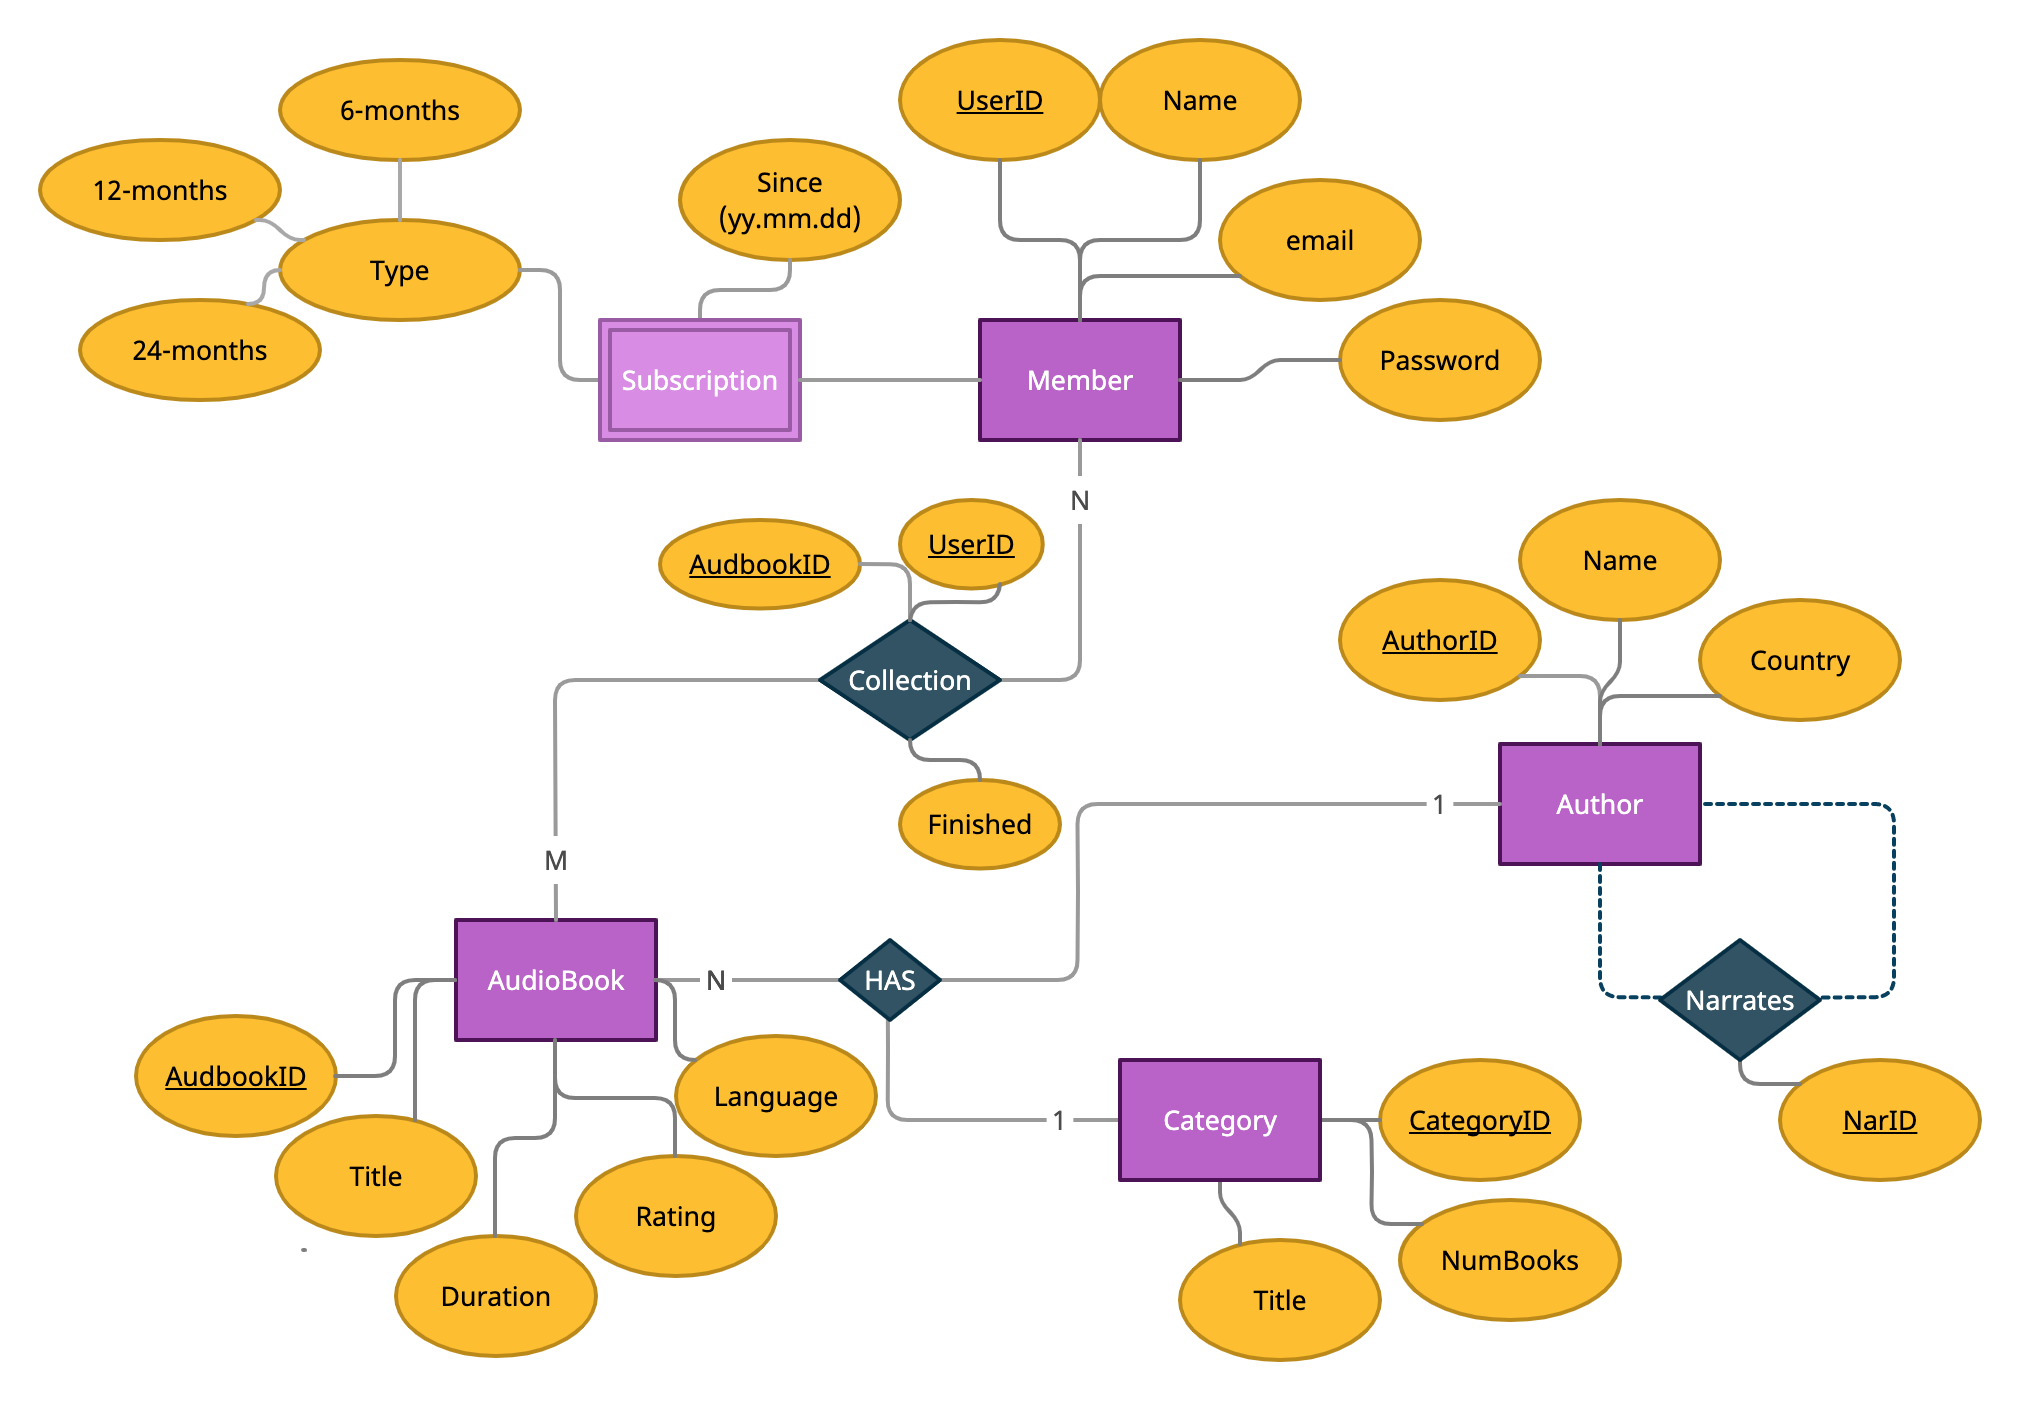 UserID
Name
6-months
12-months
Since
(yy.mm.dd)
email
Type
24-months
Password
Subscription
Member
N
UserID
AudbookID
Name
AuthorID
Country
Collection
Finished
1
Author
M
AudioBook
N
HAS
Narrates
AudbookID
Language
1
Category
CategoryID
NarID
Title
Rating
NumBooks
Duration
Title